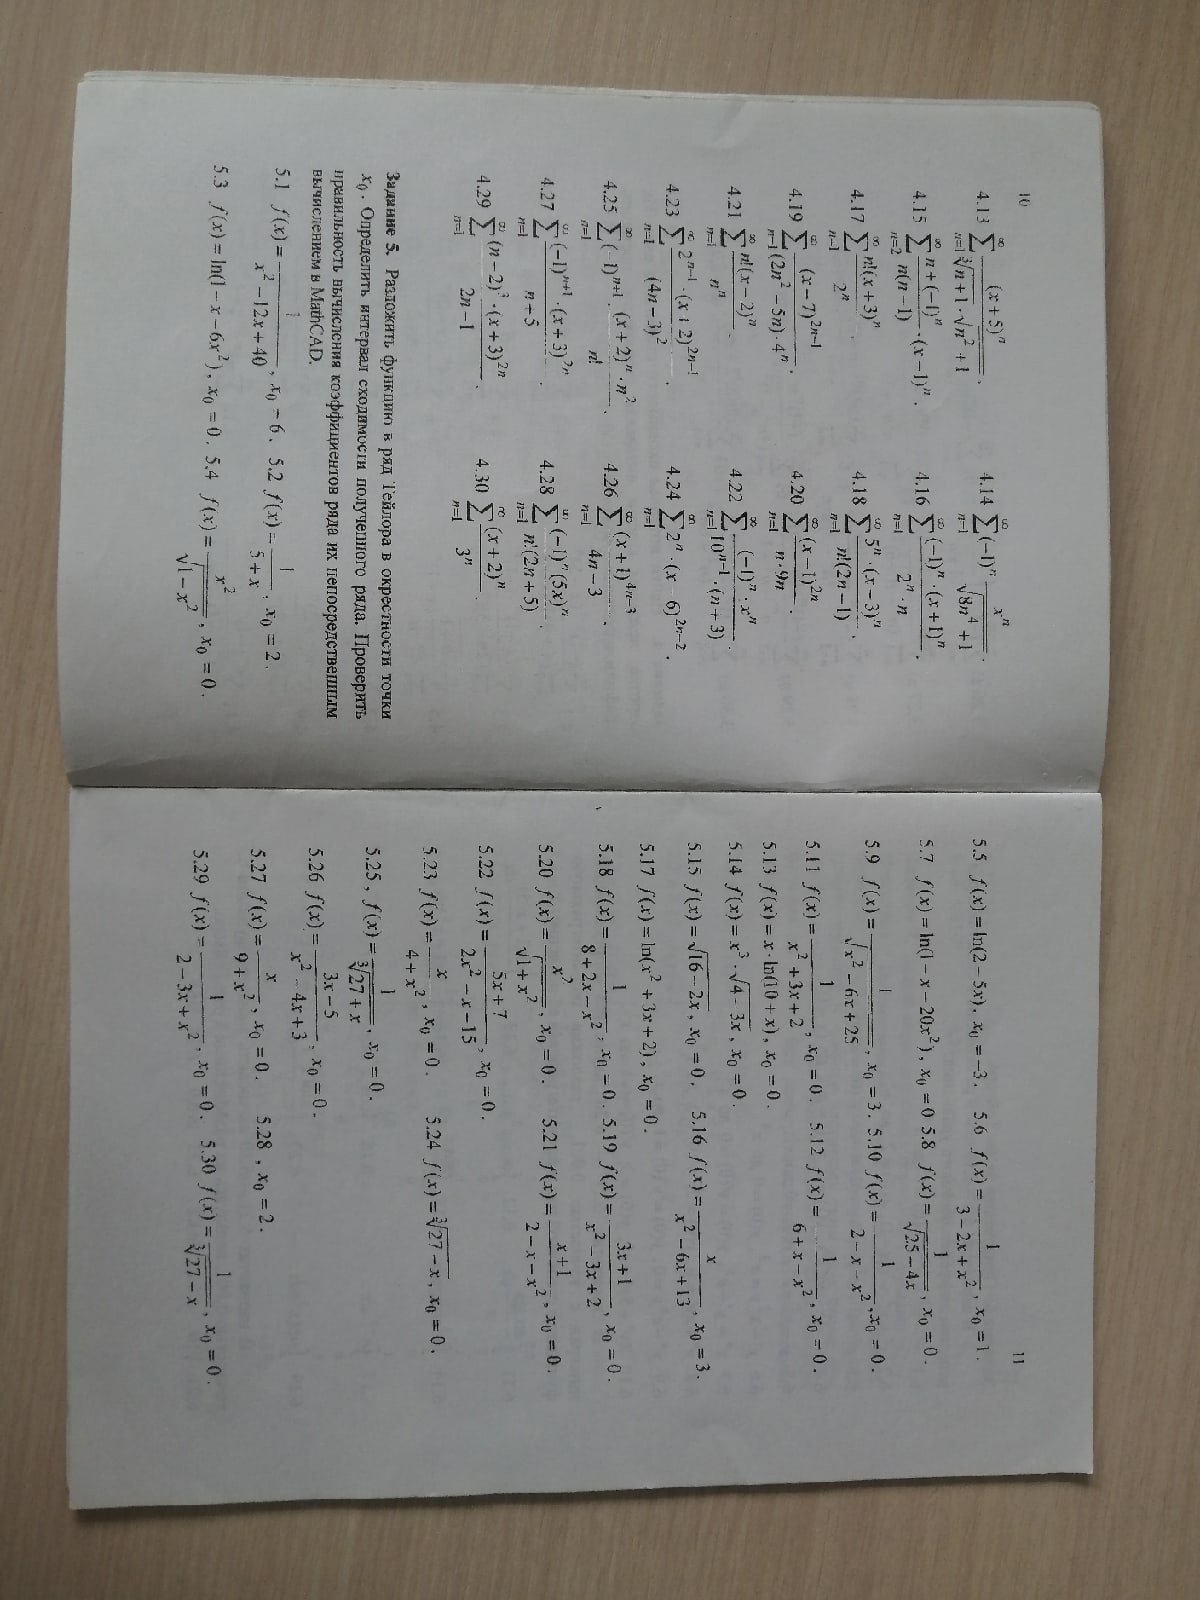 10
4.13 $\sum_{n=1}^{\infty} \frac{(x+5)^n}{\sqrt[3]{n+1} \cdot \sqrt{n^2+1}}$. 4.14 $\sum_{n=1}^{\infty} (-1)^n \frac{x^n}{\sqrt{8n^4+1}}$.
4.15 $\sum_{n=2}^{\infty} \frac{n+(-1)^n}{n(n-1)} \cdot (x-1)^n$. 4.16 $\sum_{n=1}^{\infty} \frac{(-1)^n \cdot (x+1)^n}{2^n \cdot n}$.
4.17 $\sum_{n=1}^{\infty} \frac{n!(x+3)^n}{2^n}$. 4.18 $\sum_{n=1}^{\infty} \frac{5^n \cdot (x-3)^n}{n!(2n-1)}$.
4.19 $\sum_{n=1}^{\infty} \frac{(x-7)^{2n-1}}{(2n^2-5n) \cdot 4^n}$. 4.20 $\sum_{n=1}^{\infty} \frac{(x-1)^{2n}}{n \cdot 9n}$.
4.21 $\sum_{n=1}^{\infty} \frac{n!(x-2)^n}{n^n}$. 4.22 $\sum_{n=1}^{\infty} \frac{(-1)^n \cdot x^n}{10^{n-1} \cdot (n+3)}$.
4.23 $\sum_{n=1}^{\infty} \frac{2^{n-1} \cdot (x+2)^{2n-1}}{(4n-3)^2}$. 4.24 $\sum_{n=1}^{\infty} 2^n \cdot (x-6)^{2n-2}$.
4.25 $\sum_{n=1}^{\infty} (-1)^{n+1} \cdot \frac{(x+2)^n \cdot n^2}{n!}$. 4.26 $\sum_{n=1}^{\infty} \frac{(x+1)^{4n-3}}{4n-3}$.
4.27 $\sum_{n=1}^{\infty} \frac{(-1)^{n+1} \cdot (x+3)^{2n}}{n+5}$. 4.28 $\sum_{n=1}^{\infty} \frac{(-1)^n (5x)^n}{n!(2n+5)}$.
4.29 $\sum_{n=1}^{\infty} \frac{(n-2)^3 \cdot (x+3)^{2n}}{2n-1}$. 4.30 $\sum_{n=1}^{\infty} \frac{(x+2)^n}{3^n}$.
Задание 5. Разложить функцию в ряд Тейлора в окрестности точки
$x_0$. Определить интервал сходимости полученного ряда. Проверить
правильность вычисления коэффициентов ряда их непосредственным
вычислением в MathCAD.
5.1 $f(x) = \frac{1}{x^2-12x+40}$, $x_0 = 6$. 5.2 $f(x) = \frac{1}{5+x}$, $x_0 = 2$.
5.3 $f(x) = \ln(1-x-6x^2)$, $x_0 = 0$. 5.4 $f(x) = \frac{x^2}{\sqrt{1-x^2}}$, $x_0 = 0$.
11
5.5 $f(x) = \ln(2-5x)$, $x_0 = -3$. 5.6 $f(x) = \frac{1}{3-2x+x^2}$, $x_0 = 1$.
5.7 $f(x) = \ln(1-x-20x^2)$, $x_0 = 0$ 5.8 $f(x) = \frac{1}{\sqrt{25-4x}}$, $x_0 = 0$.
5.9 $f(x) = \frac{1}{\sqrt{x^2-6x+25}}$, $x_0 = 3$. 5.10 $f(x) = \frac{1}{2-x-x^2}$, $x_0 = 0$.
5.11 $f(x) = \frac{1}{x^2+3x+2}$, $x_0 = 0$. 5.12 $f(x) = \frac{1}{6+x-x^2}$, $x_0 = 0$.
5.13 $f(x) = x \cdot \ln(10+x)$, $x_0 = 0$.
5.14 $f(x) = x^3 \cdot \sqrt{4-3x}$, $x_0 = 0$.
5.15 $f(x) = \sqrt{16-2x}$, $x_0 = 0$. 5.16 $f(x) = \frac{x}{x^2-6x+13}$, $x_0 = 3$.
5.17 $f(x) = \ln(x^2+3x+2)$, $x_0 = 0$.
5.18 $f(x) = \frac{1}{8+2x-x^2}$, $x_0 = 0$. 5.19 $f(x) = \frac{3x+1}{x^2-3x+2}$, $x_0 = 0$.
5.20 $f(x) = \frac{x^2}{\sqrt{1+x^2}}$, $x_0 = 0$. 5.21 $f(x) = \frac{x+1}{2-x-x^2}$, $x_0 = 0$.
5.22 $f(x) = \frac{5x+7}{2x^2-x-15}$, $x_0 = 0$.
5.23 $f(x) = \frac{x}{4+x^2}$, $x_0 = 0$. 5.24 $f(x) = \sqrt[3]{27-x}$, $x_0 = 0$.
5.25, $f(x) = \frac{1}{\sqrt[3]{27+x}}$, $x_0 = 0$.
5.26 $f(x) = \frac{3x-5}{x^2-4x+3}$, $x_0 = 0$.
5.27 $f(x) = \frac{x}{9+x^2}$, $x_0 = 0$. 5.28 , $x_0 = 2$.
5.29 $f(x) = \frac{1}{2-3x+x^2}$, $x_0 = 0$. 5.30 $f(x) = \frac{1}{\sqrt[3]{27-x}}$, $x_0 = 0$.